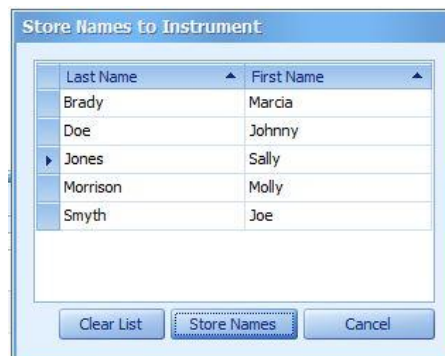 Store Names to Instrument
Last Name First Name
Brady Marcia
Doe Johnny
Jones Sally
Morrison Molly
Smyth Joe
Clear List Store Names Cancel